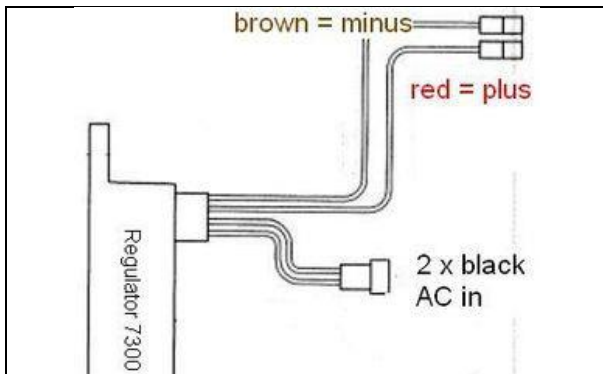 brown = minus
red = plus
2 x black
AC in
Regulator 7300